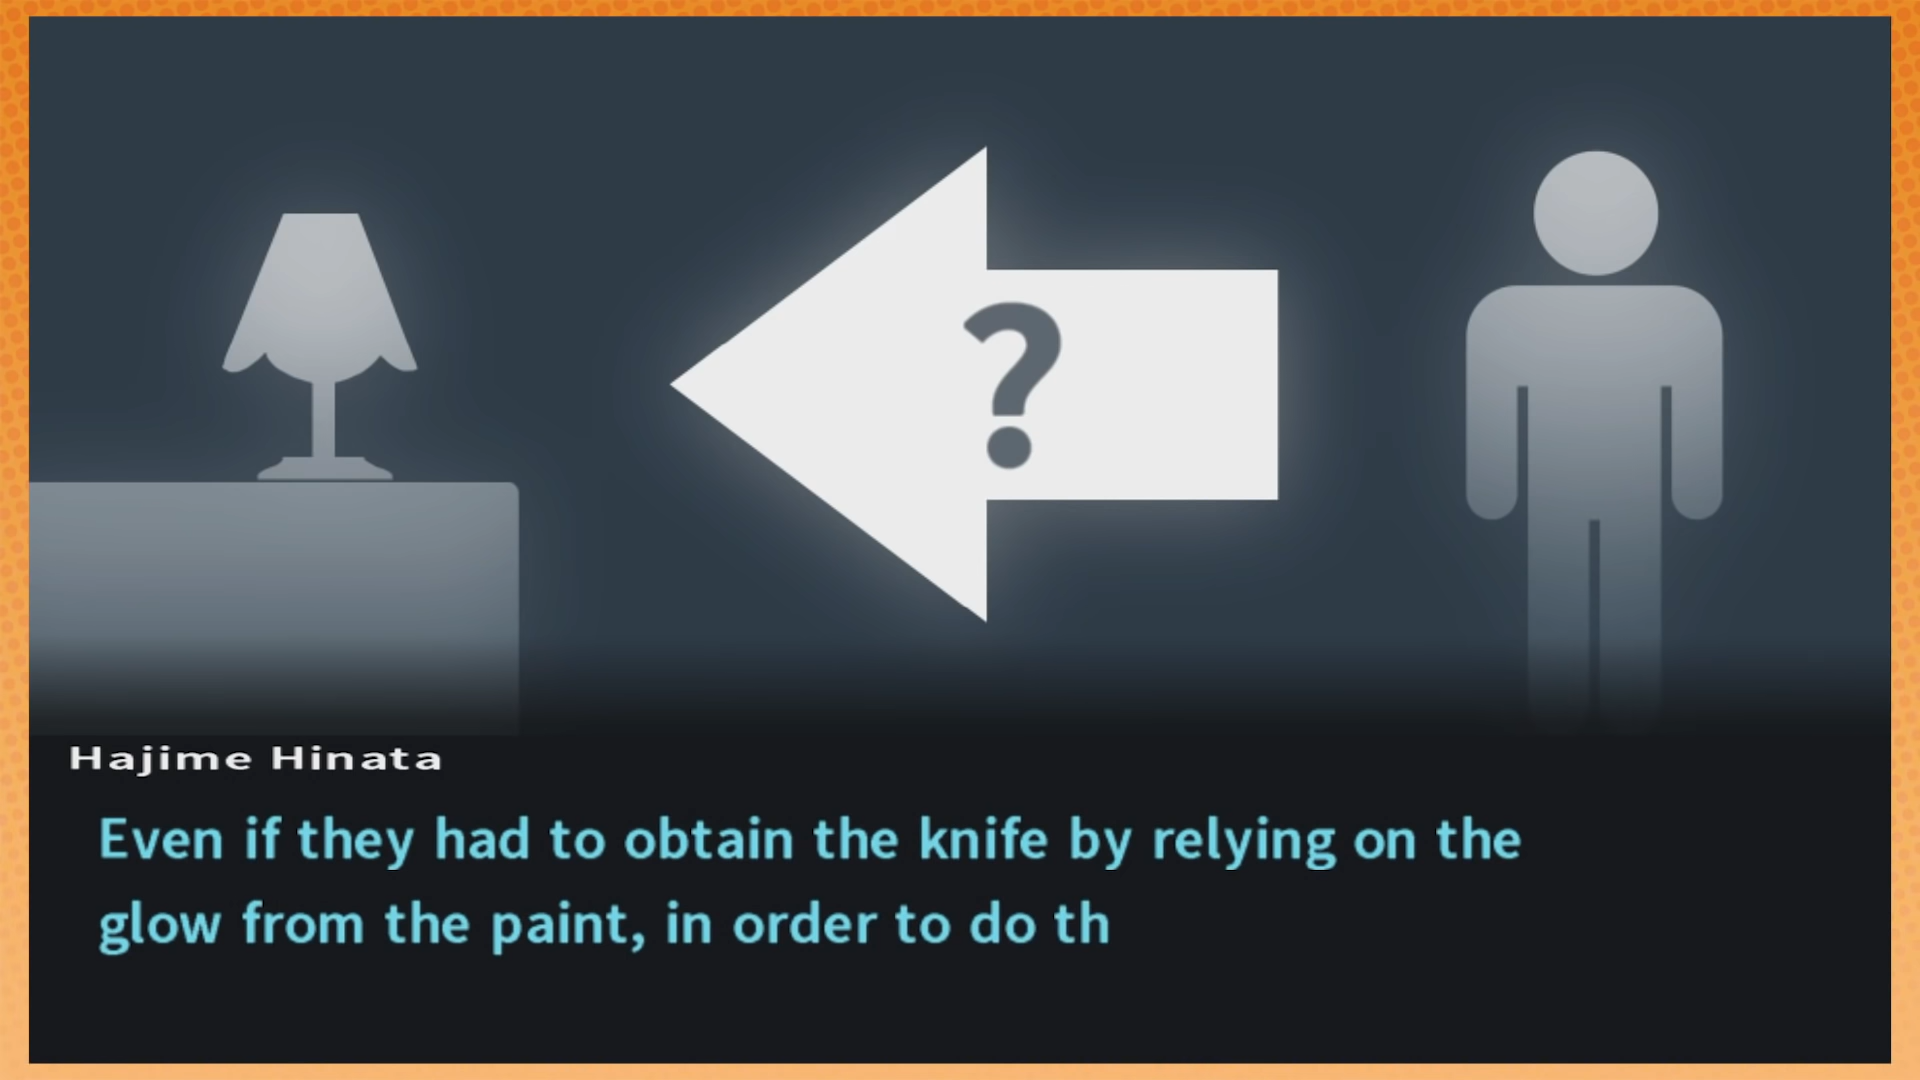 ?
Hajime Hinata
Even if they had to obtain the knife by relying on the
glow from the paint, in order to do th